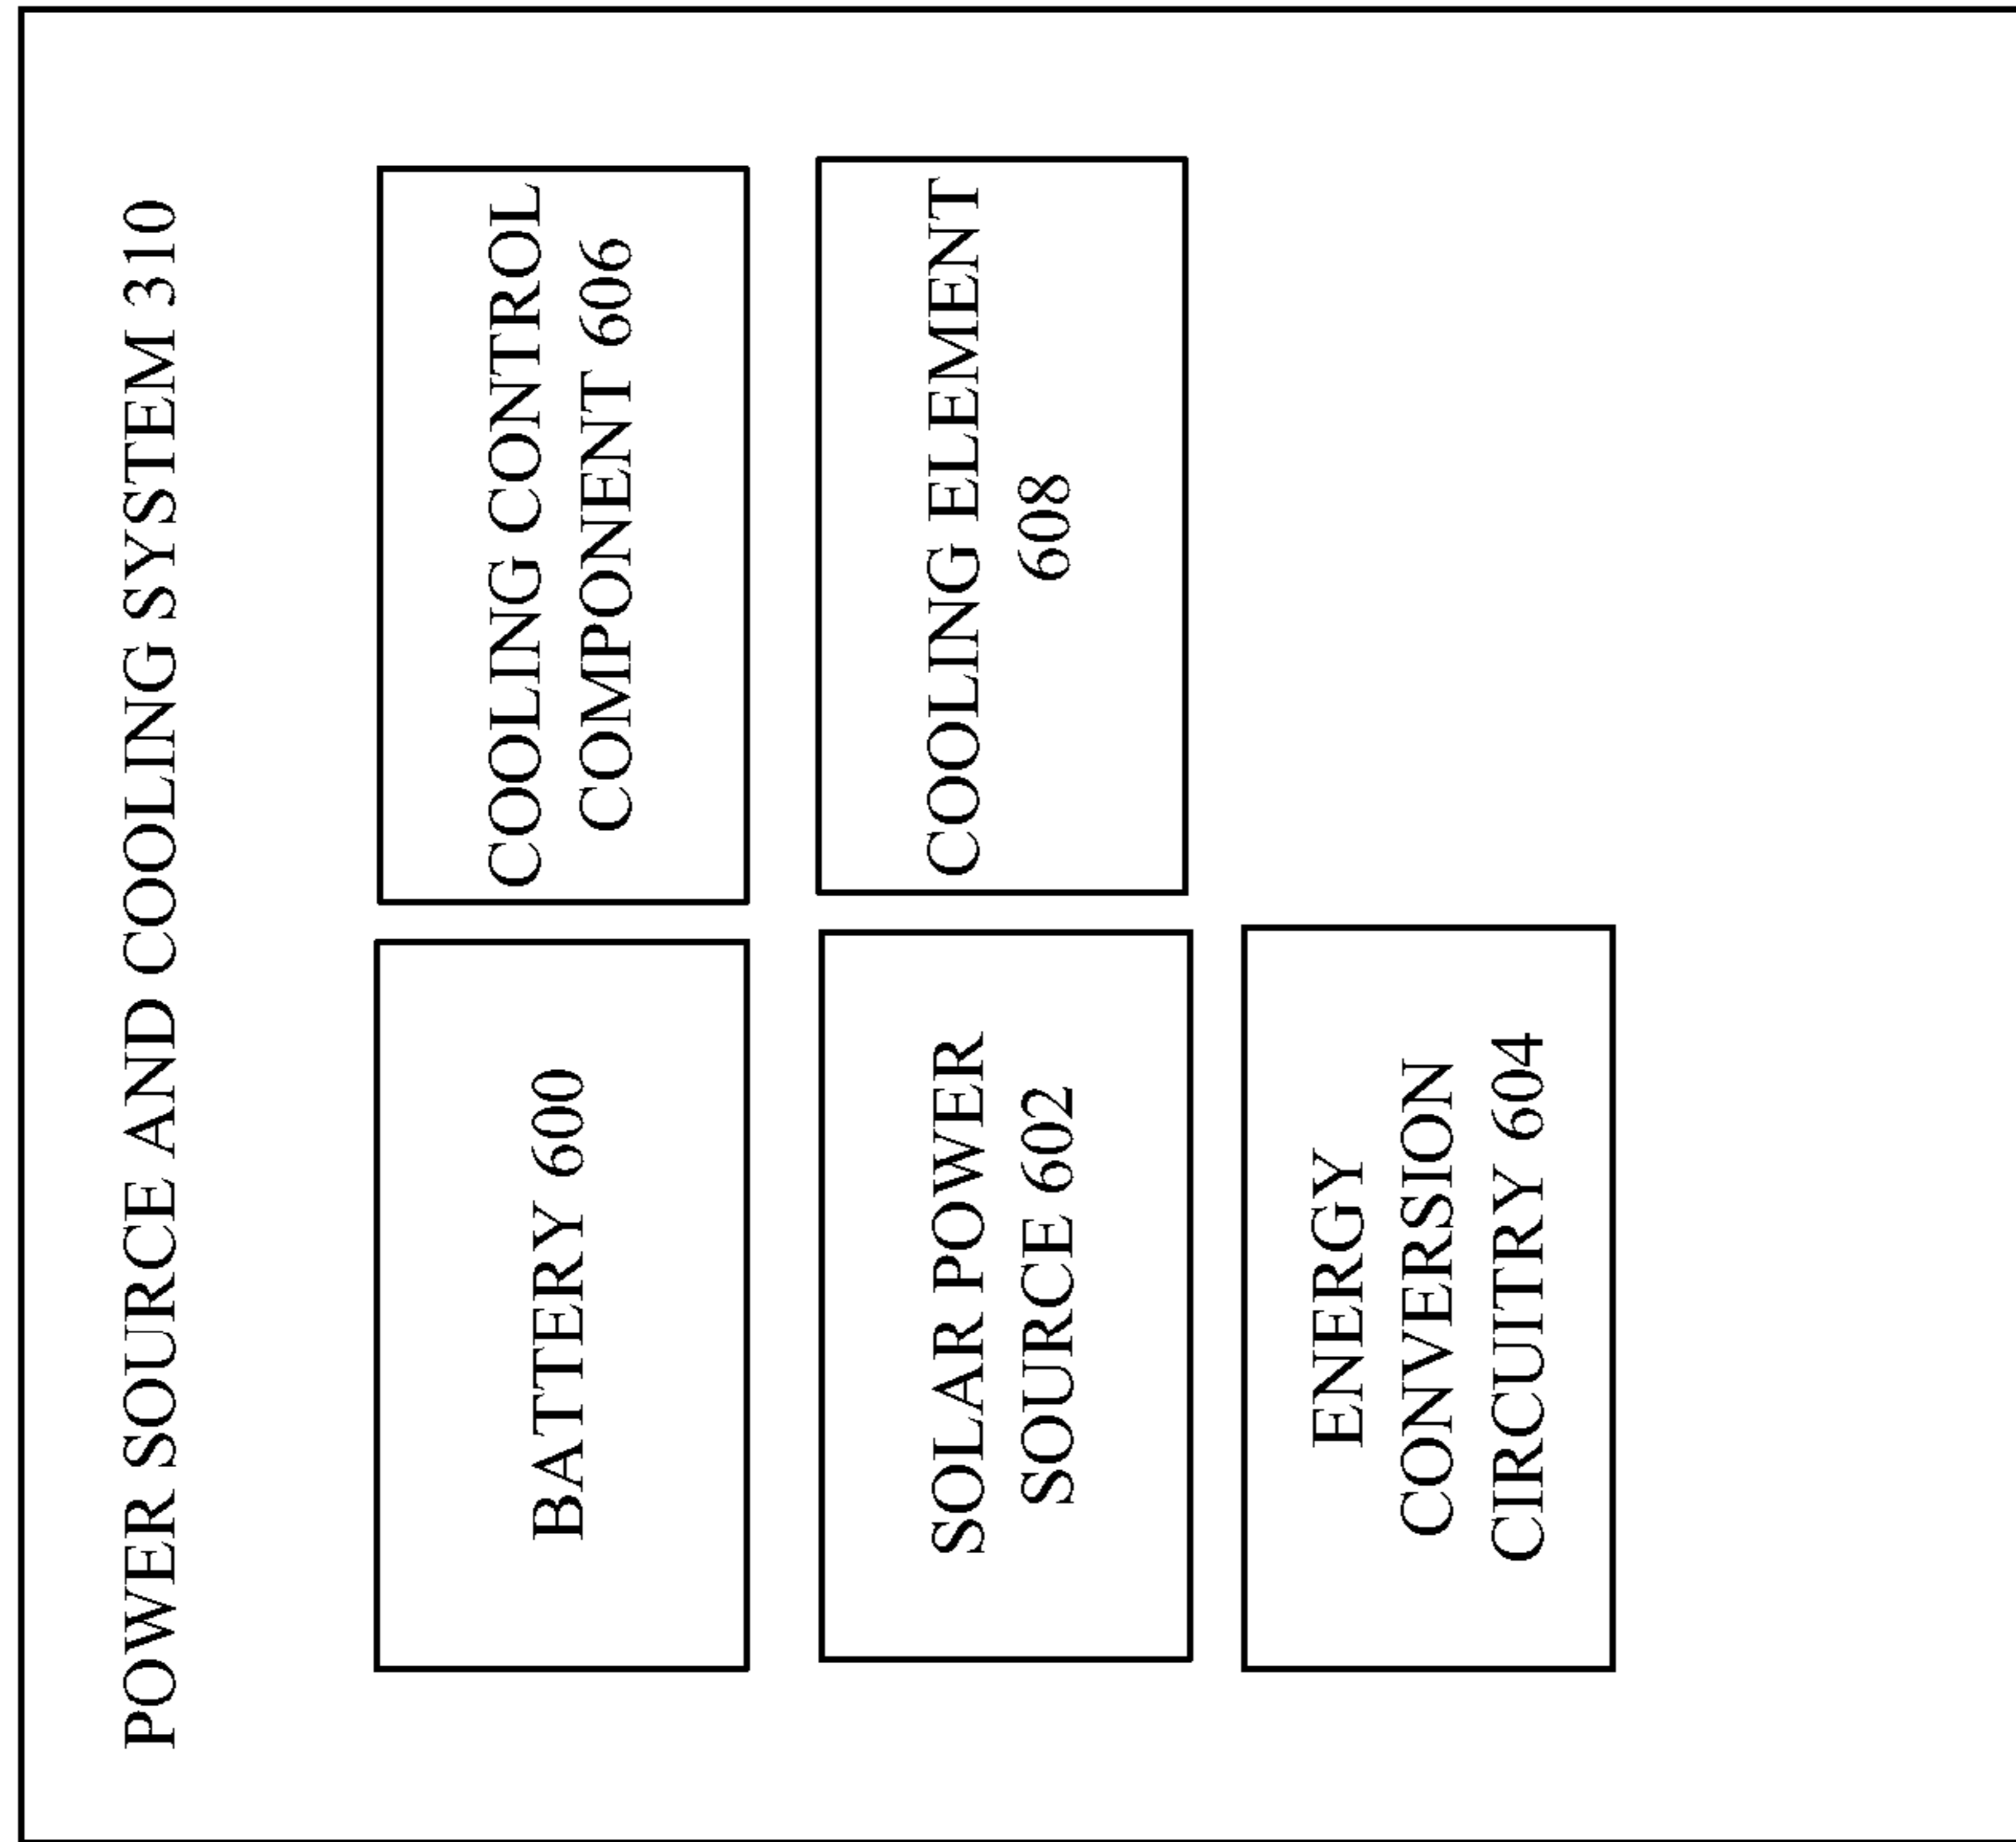 POWER SOURCE AND COOLING SYSTEM 310
BATTERY 600
COOLING CONTROL
COMPONENT 606
SOLAR POWER
SOURCE 602
COOLING ELEMENT
608
ENERGY
CONVERSION
CIRCUITRY 604